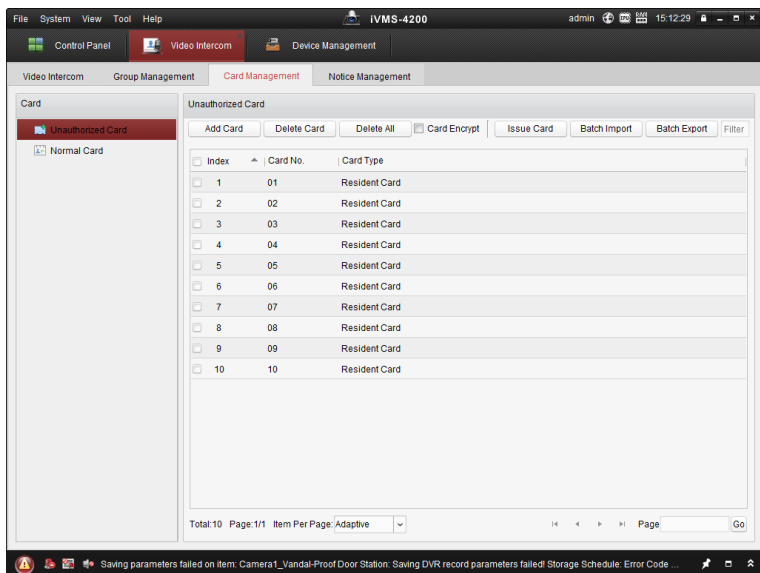 File System View Tool Help iVMS-4200 admin 15:12:29
Control Panel Video Intercom Device Management
Video Intercom Group Management Card Management Notice Management
Card Unauthorized Card
Unauthorized Card Add Card Delete Card Delete All Card Encrypt Issue Card Batch Import Batch Export Filter
Normal Card
Index Card No. Card Type
1 01 Resident Card
2 02 Resident Card
3 03 Resident Card
4 04 Resident Card
5 05 Resident Card
6 06 Resident Card
7 07 Resident Card
8 08 Resident Card
9 09 Resident Card
10 10 Resident Card
Total:10 Page:1/1 Item Per Page: Adaptive Page Go
Saving parameters failed on item: Camera1_Vandal-Proof Door Station: Saving DVR record parameters failed! Storage Schedule: Error Code ...